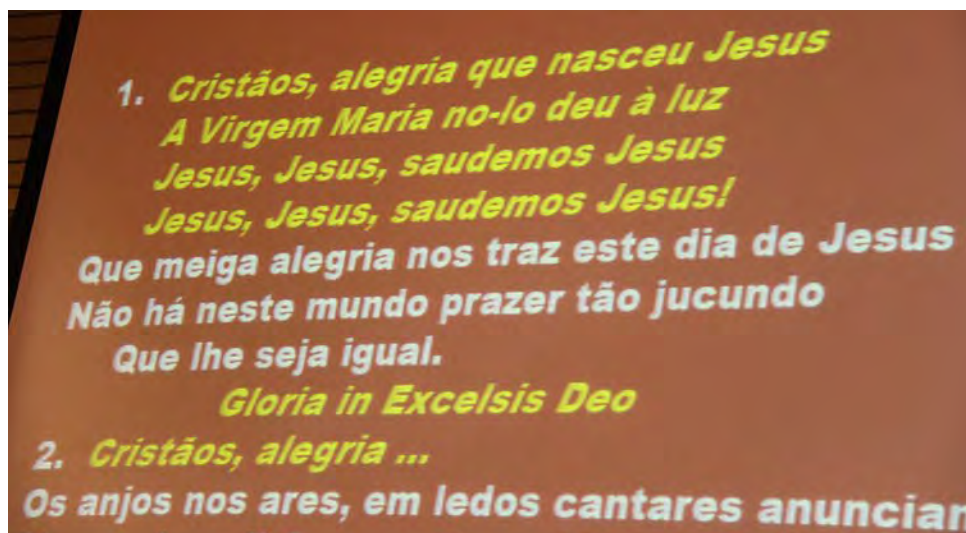 1. Cristãos, alegria que nasceu Jesus
A Virgem Maria no-lo deu à luz
Jesus, Jesus, saudemos Jesus
Jesus, Jesus, saudemos Jesus!
Que meiga alegria nos traz este dia de Jesus
Não há neste mundo prazer tão jucundo
Que lhe seja igual.
Gloria in Excelsis Deo
2. Cristãos, alegria ...
Os anjos nos ares, em ledos cantares